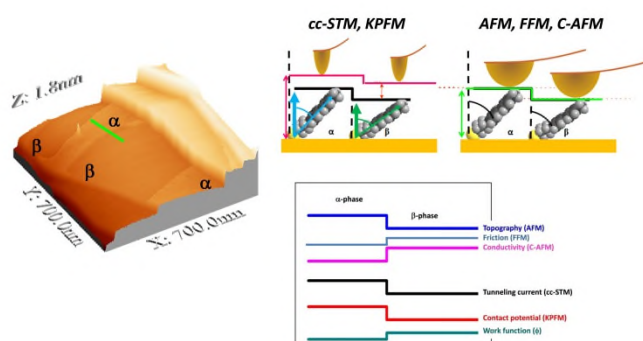 cc-STM, KPFM
AFM, FFM, C-AFM
Z: 1.8nm
α
β
β
α
Y: 700.0nm
X: 700.0nm
α
β
α
β
α-phase
β-phase
Topography (AFM)
Friction (FFM)
Conductivity (C-AFM)
Tunneling current (cc-STM)
Contact potential (KPFM)
Work function (ϕ)